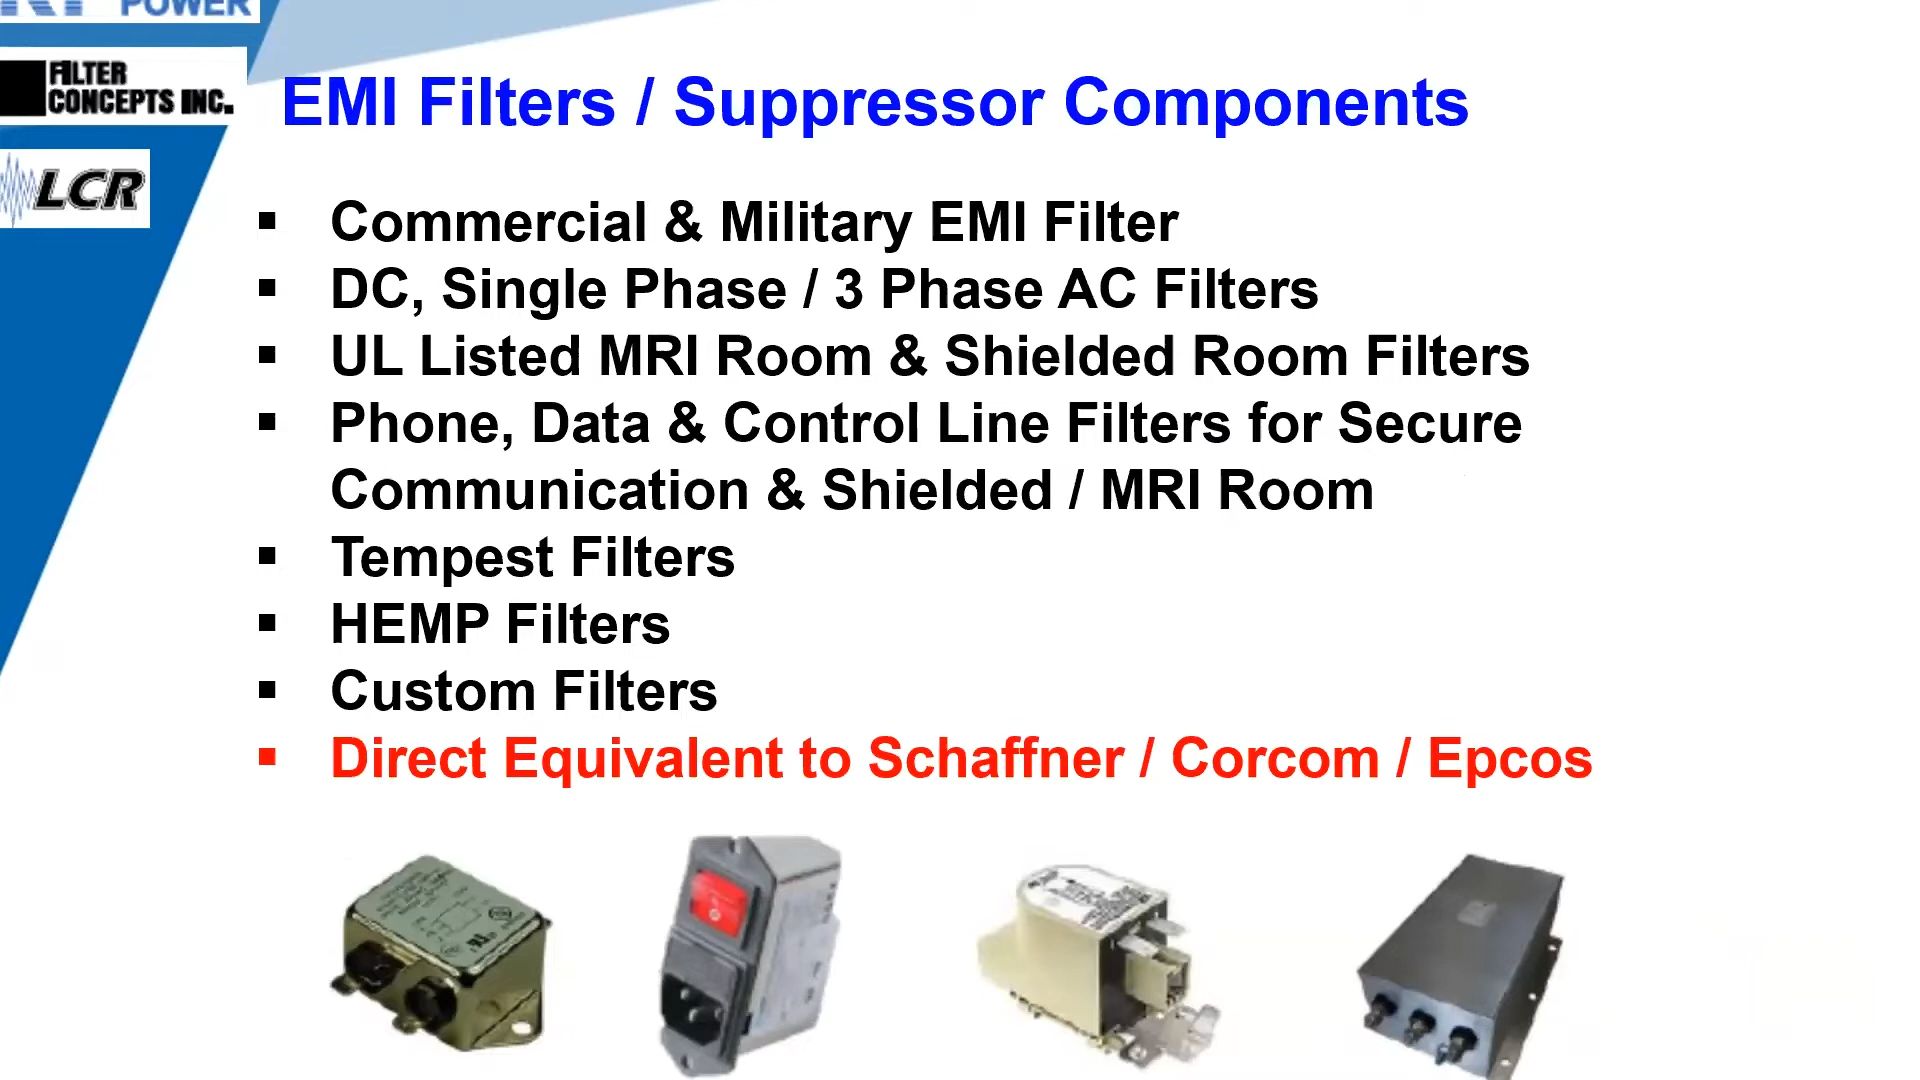 POWER
FILTER
CONCEPTS INC.
LCR
EMI Filters / Suppressor Components
▪ Commercial & Military EMI Filter
▪ DC, Single Phase / 3 Phase AC Filters
▪ UL Listed MRI Room & Shielded Room Filters
▪ Phone, Data & Control Line Filters for Secure
Communication & Shielded / MRI Room
▪ Tempest Filters
▪ HEMP Filters
▪ Custom Filters
▪ Direct Equivalent to Schaffner / Corcom / Epcos